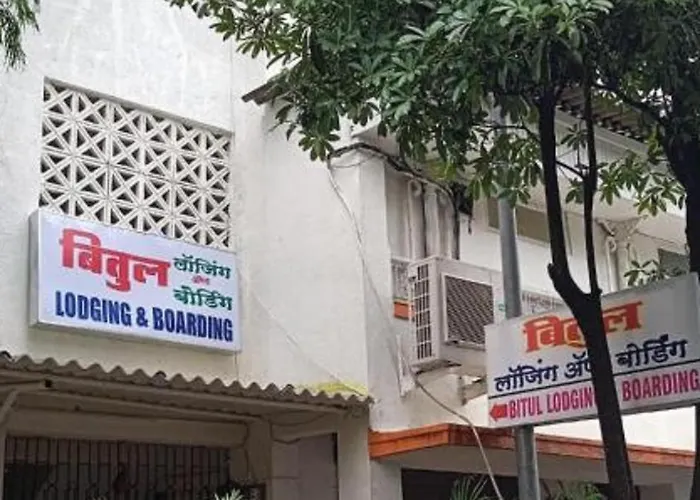 बितुल
लॉजिंग
ॲण्ड
बोर्डिंग
LODGING & BOARDING
बितुल
लॉजिंग ॲण्ड बोर्डिंग
BITUL LODGING & BOARDING